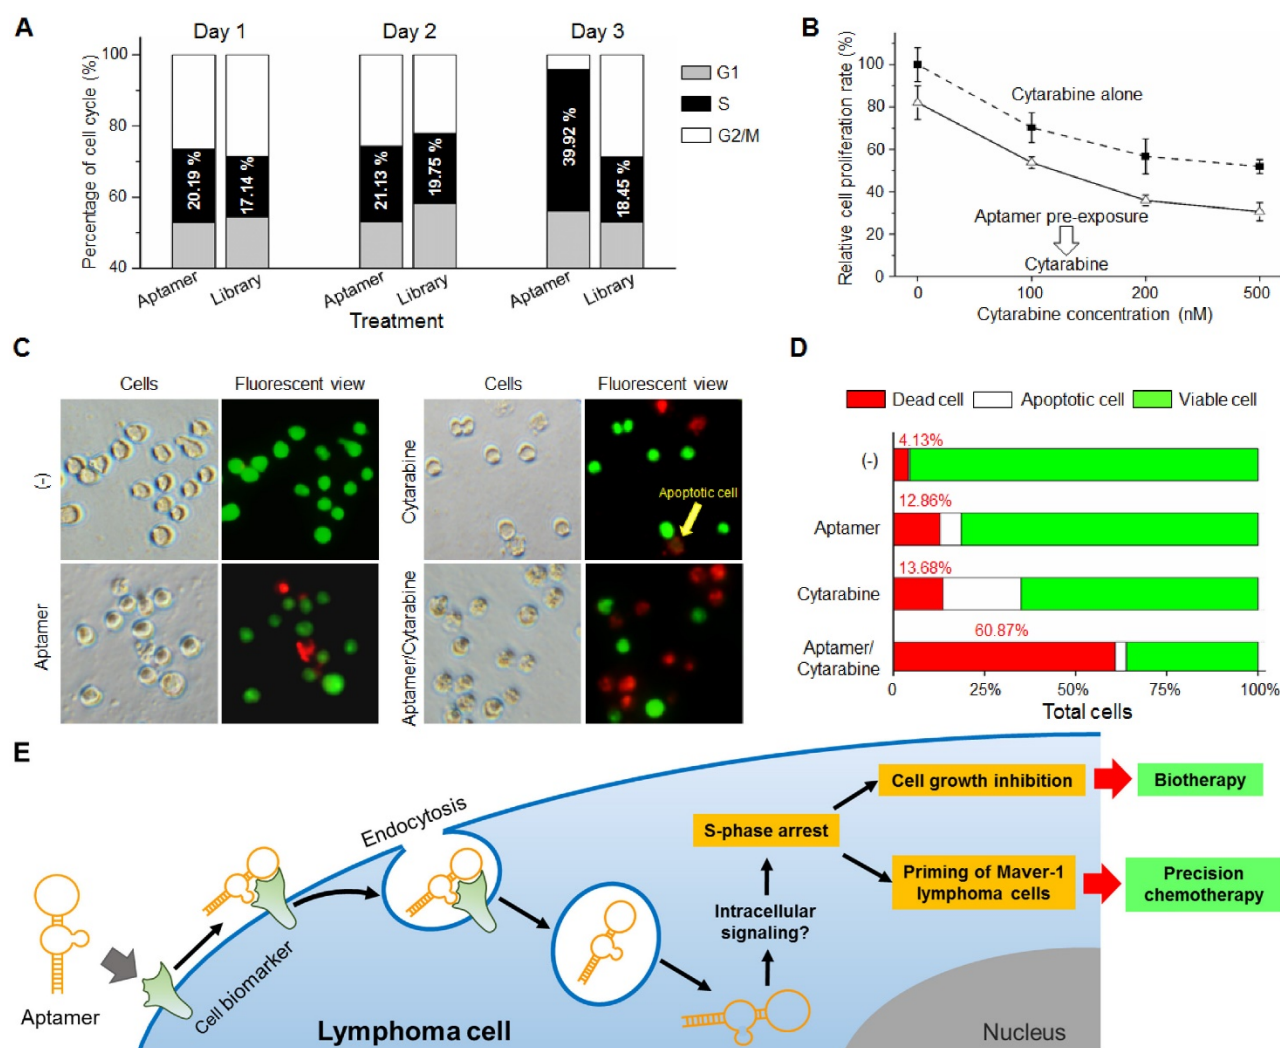 A
Day 1
Day 2
Day 3
Percentage of cell cycle (%)
100
80
60
40
20.19 %
17.14 %
21.13 %
19.75 %
39.92 %
18.45 %
Aptamer
Library
Aptamer
Library
Aptamer
Library
Treatment
G1
S
G2/M
B
Relative cell proliferation rate (%)
100
80
60
40
20
0
Cytarabine alone
Aptamer pre-exposure
Cytarabine
0
100
200
500
Cytarabine concentration (nM)
C
Cells
Fluorescent view
Cells
Fluorescent view
(-)
Cytarabine
Apoptotic cell
Aptamer
Aptamer/Cytarabine
D
Dead cell
Apoptotic cell
Viable cell
4.13%
(-)
12.86%
Aptamer
13.68%
Cytarabine
60.87%
Aptamer/
Cytarabine
0
25%
50%
75%
100%
Total cells
E
Aptamer
Cell biomarker
Endocytosis
Lymphoma cell
Intracellular
signaling?
S-phase arrest
Cell growth inhibition
Biotherapy
Priming of Maver-1
lymphoma cells
Precision
chemotherapy
Nucleus